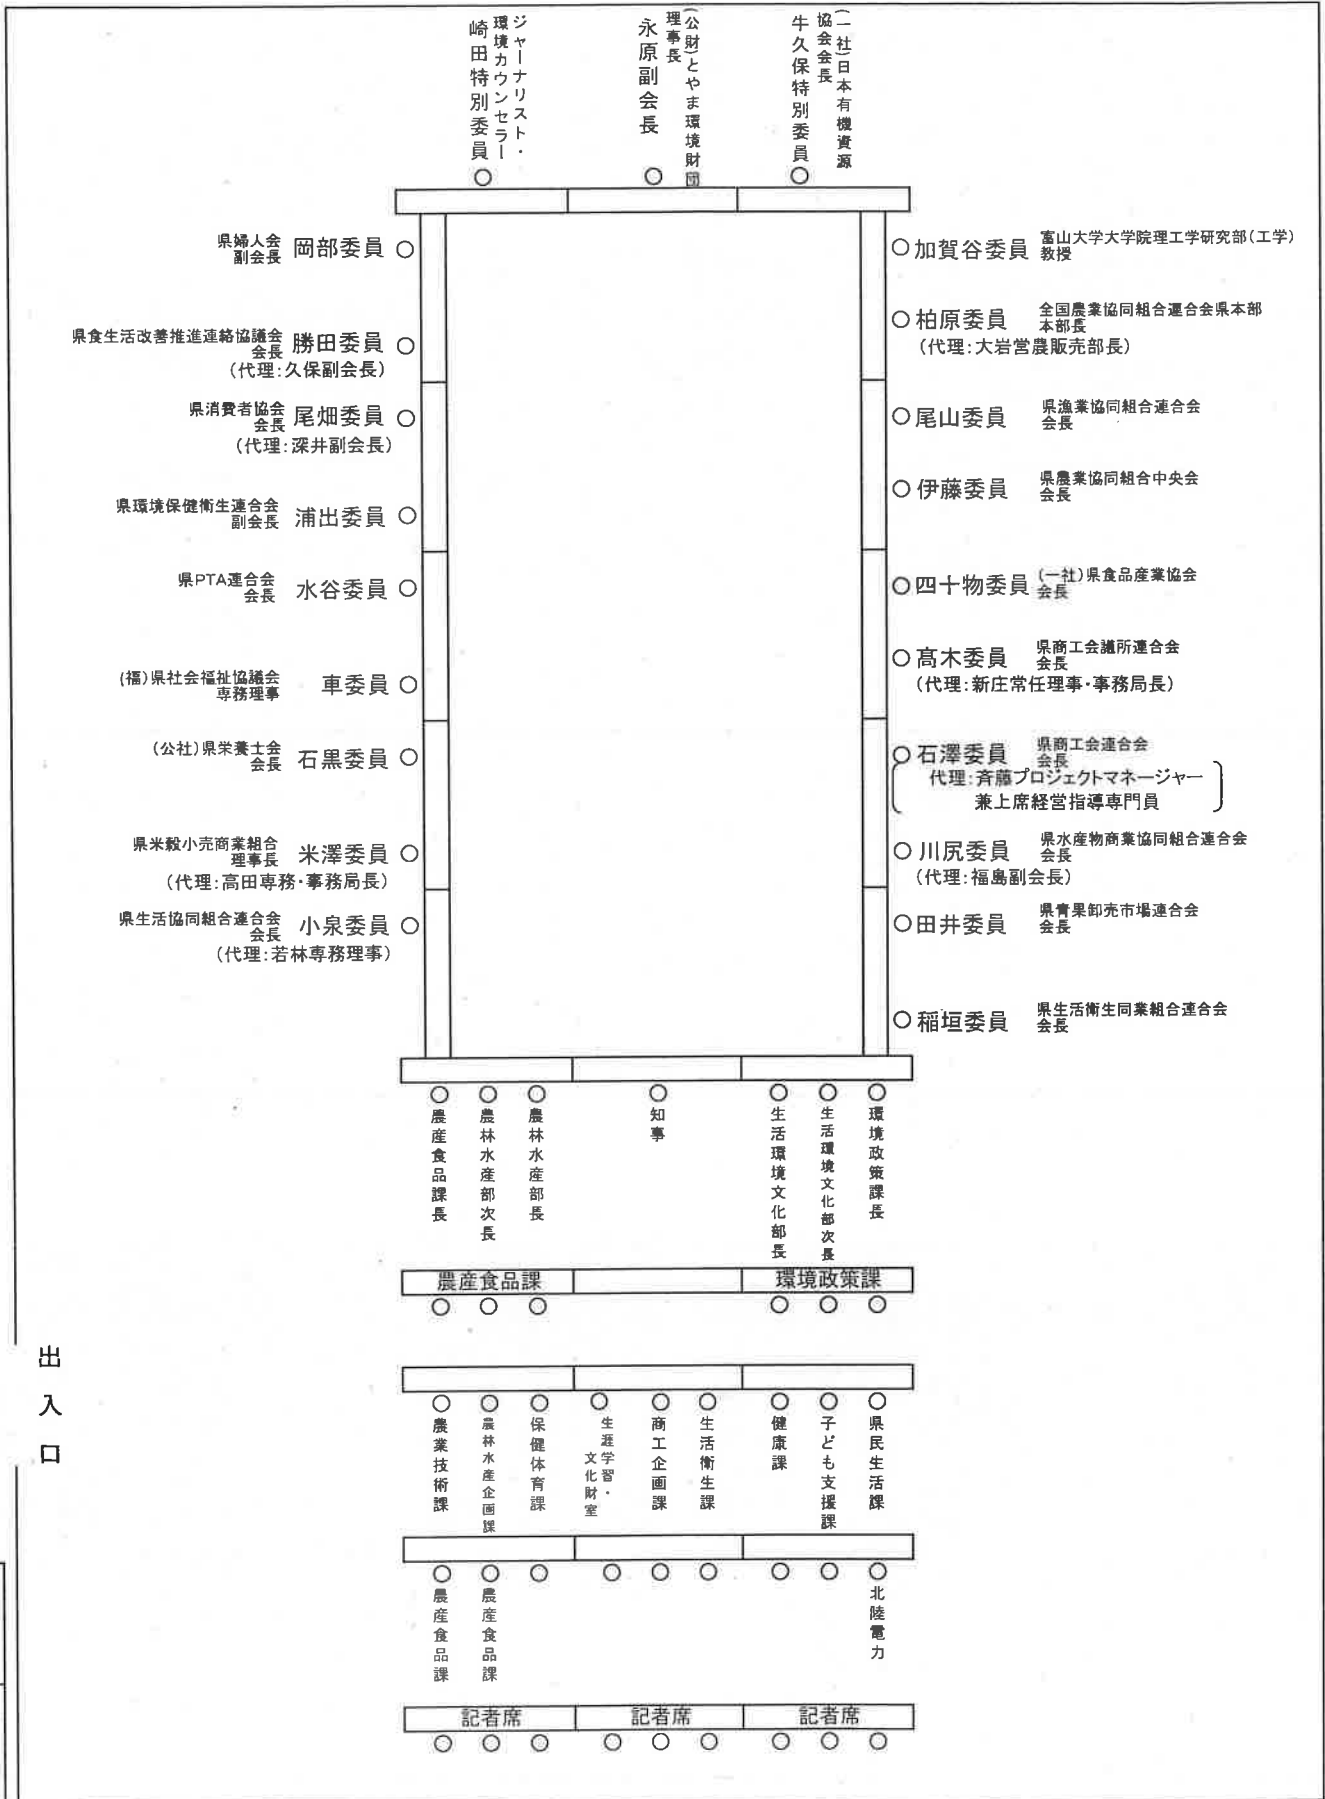 (一社)日本有機資源
協会会長
牛久保特別委員
(公財)とやま環境財団
理事長
永原副会長
ジャーナリスト・
環境カウンセラー
崎田特別委員
県婦人会
副会長
岡部委員
県食生活改善推進連絡協議会
会長
勝田委員
(代理:久保副会長)
県消費者協会
会長
尾畑委員
(代理:深井副会長)
県環境保健衛生連合会
副会長
浦出委員
県PTA連合会
会長
水谷委員
(福)県社会福祉協議会
専務理事
車委員
(公社)県栄養士会
会長
石黒委員
県米穀小売商業組合
理事長
米澤委員
(代理:高田専務・事務局長)
県生活協同組合連合会
会長
小泉委員
(代理:若林専務理事)
加賀谷委員
富山大学大学院理工学研究部(工学)
教授
柏原委員
全国農業協同組合連合会県本部
本部長
(代理:大岩営農販売部長)
尾山委員
県漁業協同組合連合会
会長
伊藤委員
県農業協同組合中央会
会長
四十物委員
(一社)県食品産業協会
会長
髙木委員
県商工会議所連合会
会長
(代理:新庄常任理事・事務局長)
石澤委員
県商工会連合会
会長
代理:斉藤プロジェクトマネージャー
兼上席経営指導専門員
川尻委員
県水産物商業協同組合連合会
会長
(代理:福島副会長)
田井委員
県青果卸売市場連合会
会長
稲垣委員
県生活衛生同業組合連合会
会長
農産食品課長
農林水産部次長
農林水産部長
知事
生活環境文化部長
生活環境文化部次長
環境政策課長
農産食品課
環境政策課
出入口
農業技術課
農林水産企画課
保健体育課
生涯学習・
文化財室
商工企画課
生活衛生課
健康課
子ども支援課
県民生活課
農産食品課
農産食品課
北陸電力
記者席
記者席
記者席